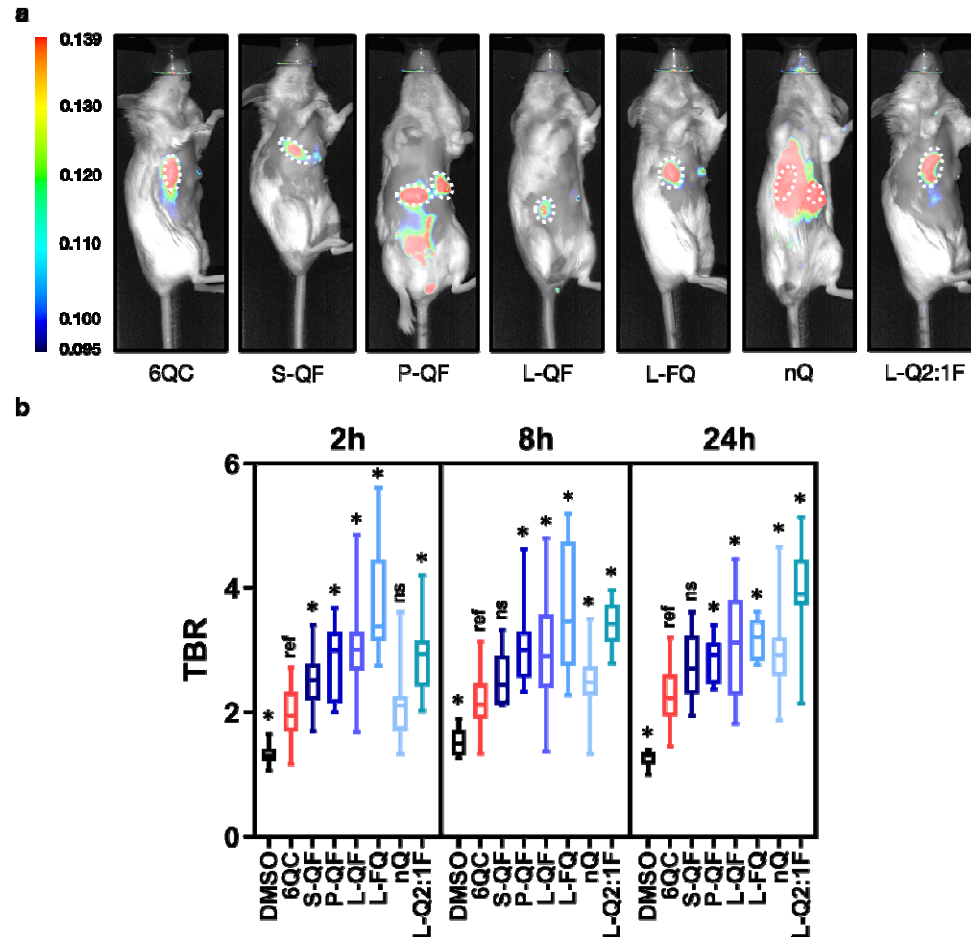 a
0.139
0.130
0.120
0.110
0.100
0.095
6QC S-QF P-QF L-QF L-FQ nQ L-Q2:1F
b
2h 8h 24h
TBR
6
4
2
0
* ref * * * * ns *
* ref ns * * * * *
* ref ns * * * * *
DMSO 6QC S-QF P-QF L-QF L-FQ nQ L-Q2:1F
DMSO 6QC S-QF P-QF L-QF L-FQ nQ L-Q2:1F
DMSO 6QC S-QF P-QF L-QF L-FQ nQ L-Q2:1F